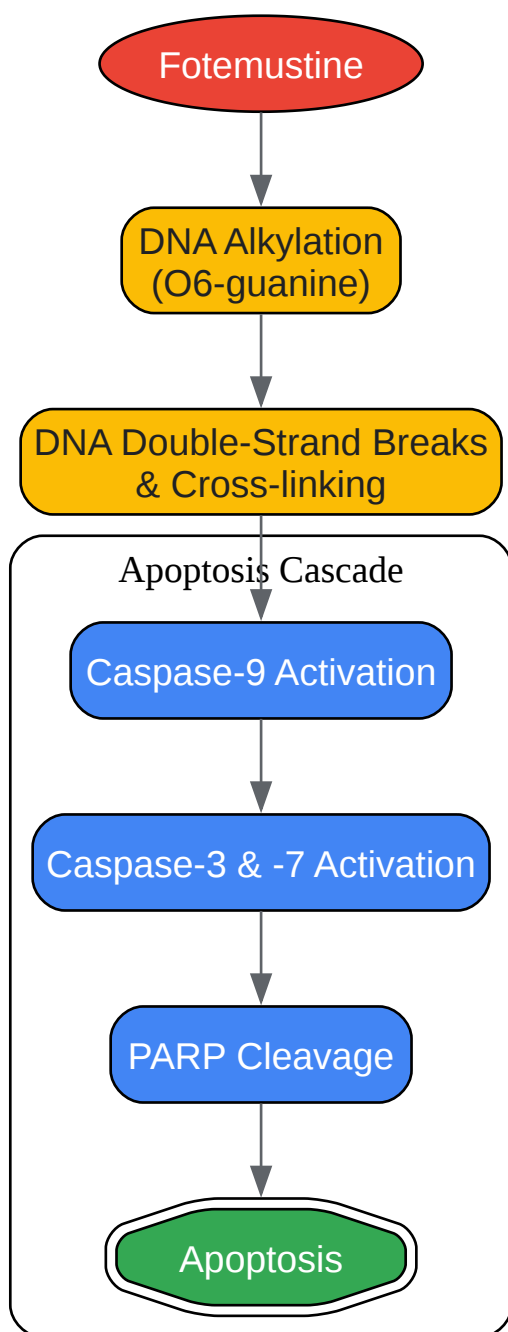 Fotemustine
DNA Alkylation
(O6-guanine)
DNA Double-Strand Breaks
& Cross-linking
Apoptosis Cascade
Caspase-9 Activation
Caspase-3 & -7 Activation
PARP Cleavage
Apoptosis